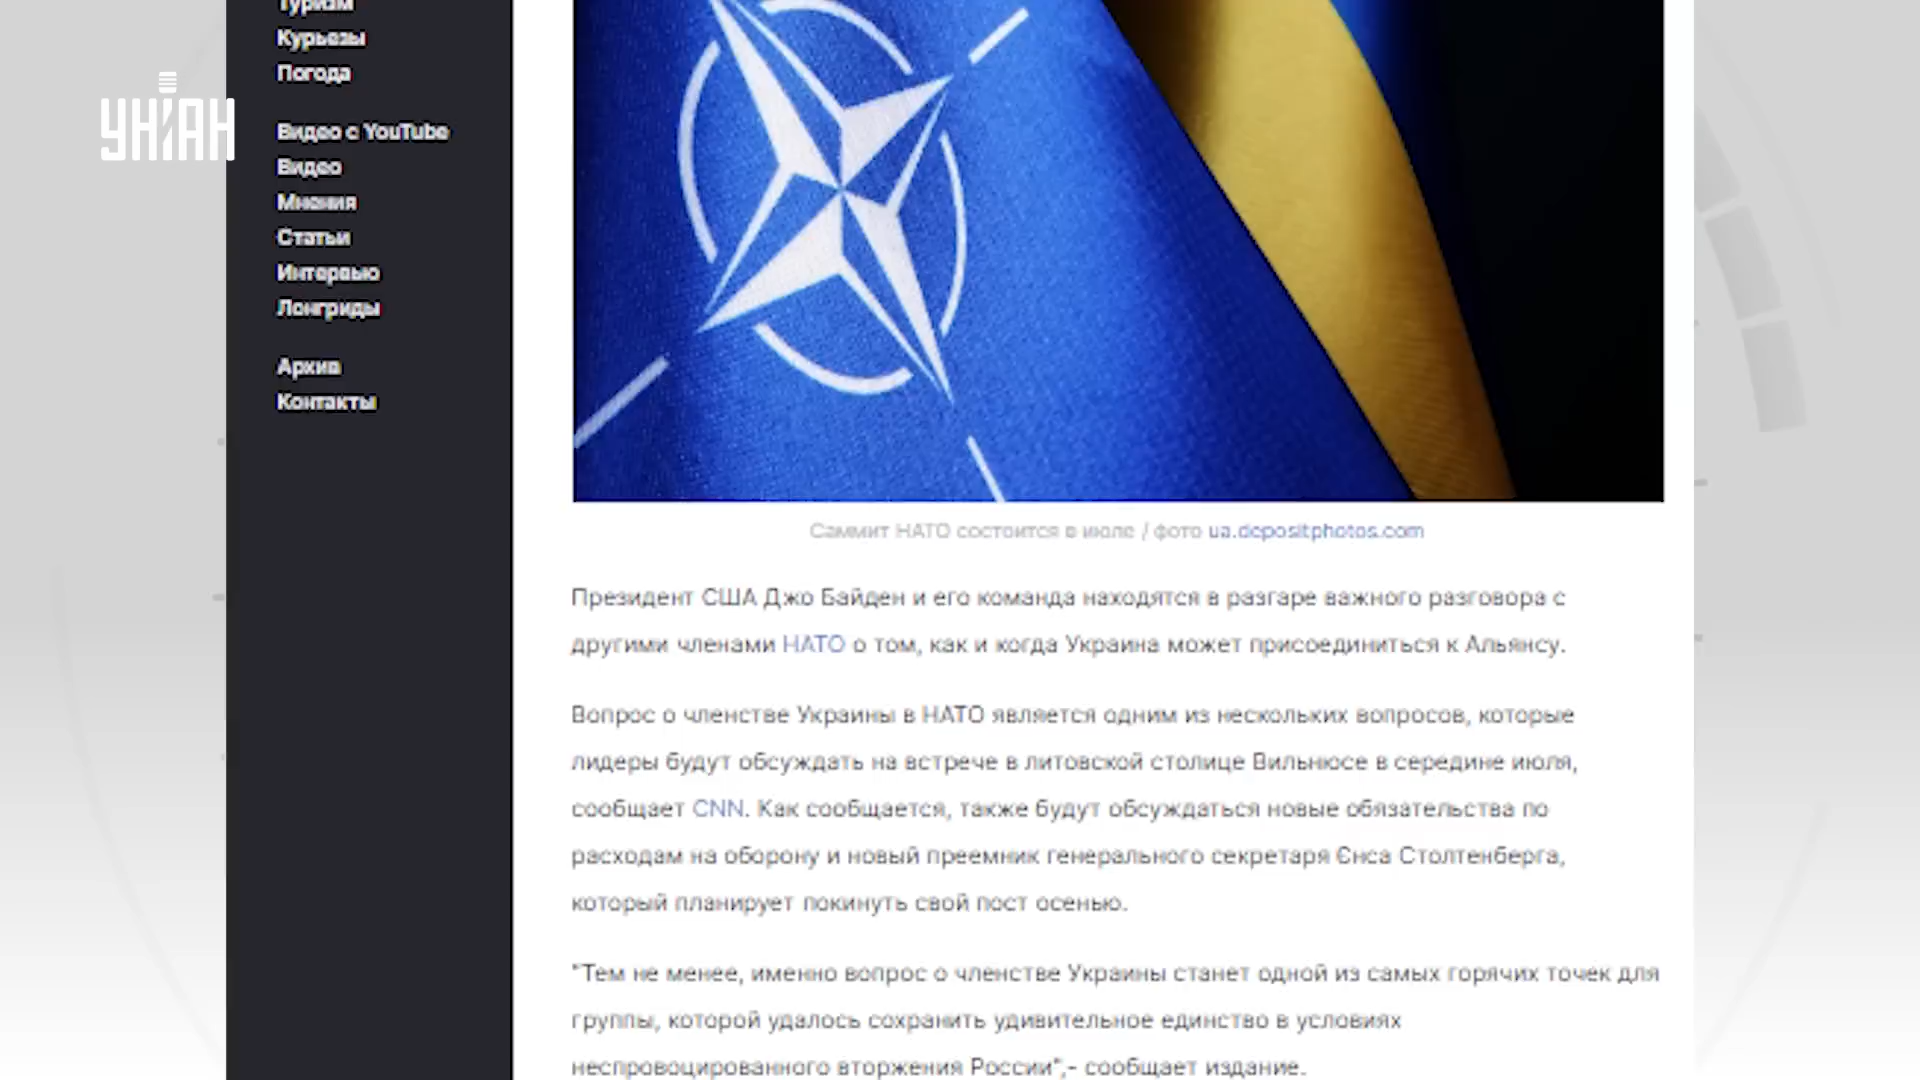 Туризм
Курьезы
Погода
УНІАН
Видео с YouTube
Видео
Мнения
Статьи
Интервью
Лонгриды
Архив
Контакты
Саммит НАТО состоится в июле / фото ua.depositphotos.com
Президент США Джо Байден и его команда находятся в разгаре важного разговора с
другими членами НАТО о том, как и когда Украина может присоединиться к Альянсу.
Вопрос о членстве Украины в НАТО является одним из нескольких вопросов, которые
лидеры будут обсуждать на встрече в литовской столице Вильнюсе в середине июля,
сообщает CNN. Как сообщается, также будут обсуждаться новые обязательства по
расходам на оборону и новый преемник генерального секретаря Єнса Столтенберга,
который планирует покинуть свой пост осенью.
"Тем не менее, именно вопрос о членстве Украины станет одной из самых горячих точек для
группы, которой удалось сохранить удивительное единство в условиях
неспровоцированного вторжения России",- сообщает издание.